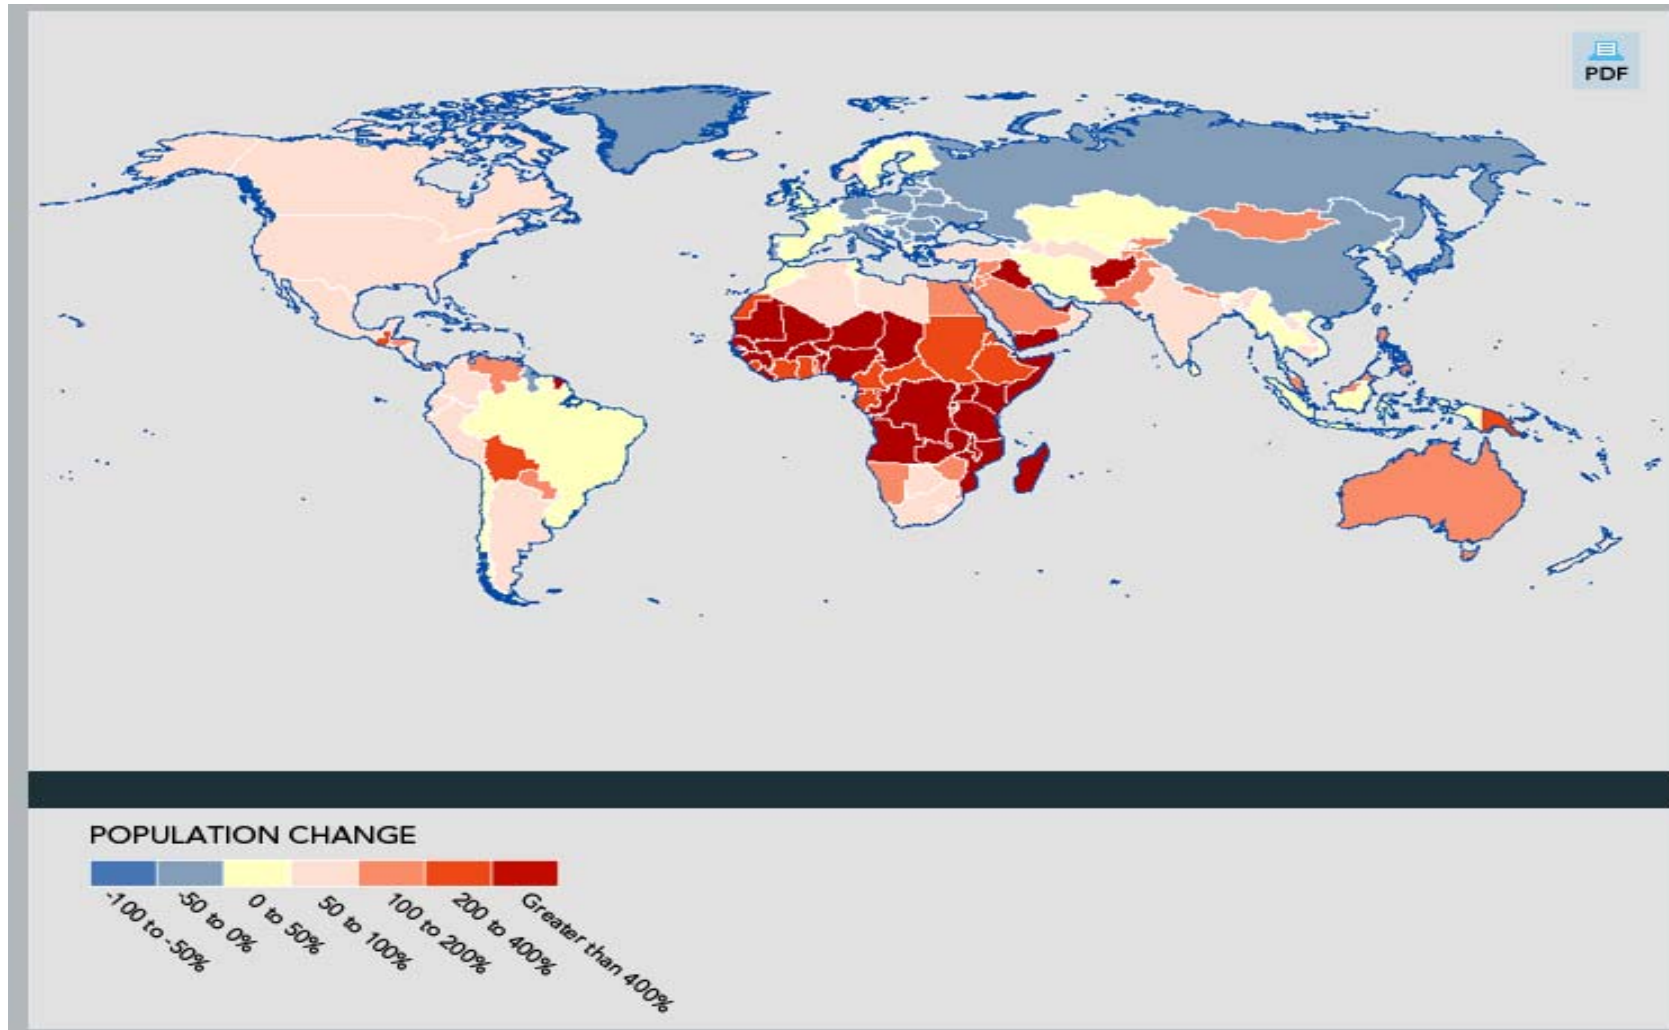 PDF
POPULATION CHANGE
-100 to -50%
-50 to 0%
0 to 50%
50 to 100%
100 to 200%
200 to 400%
Greater than 400%